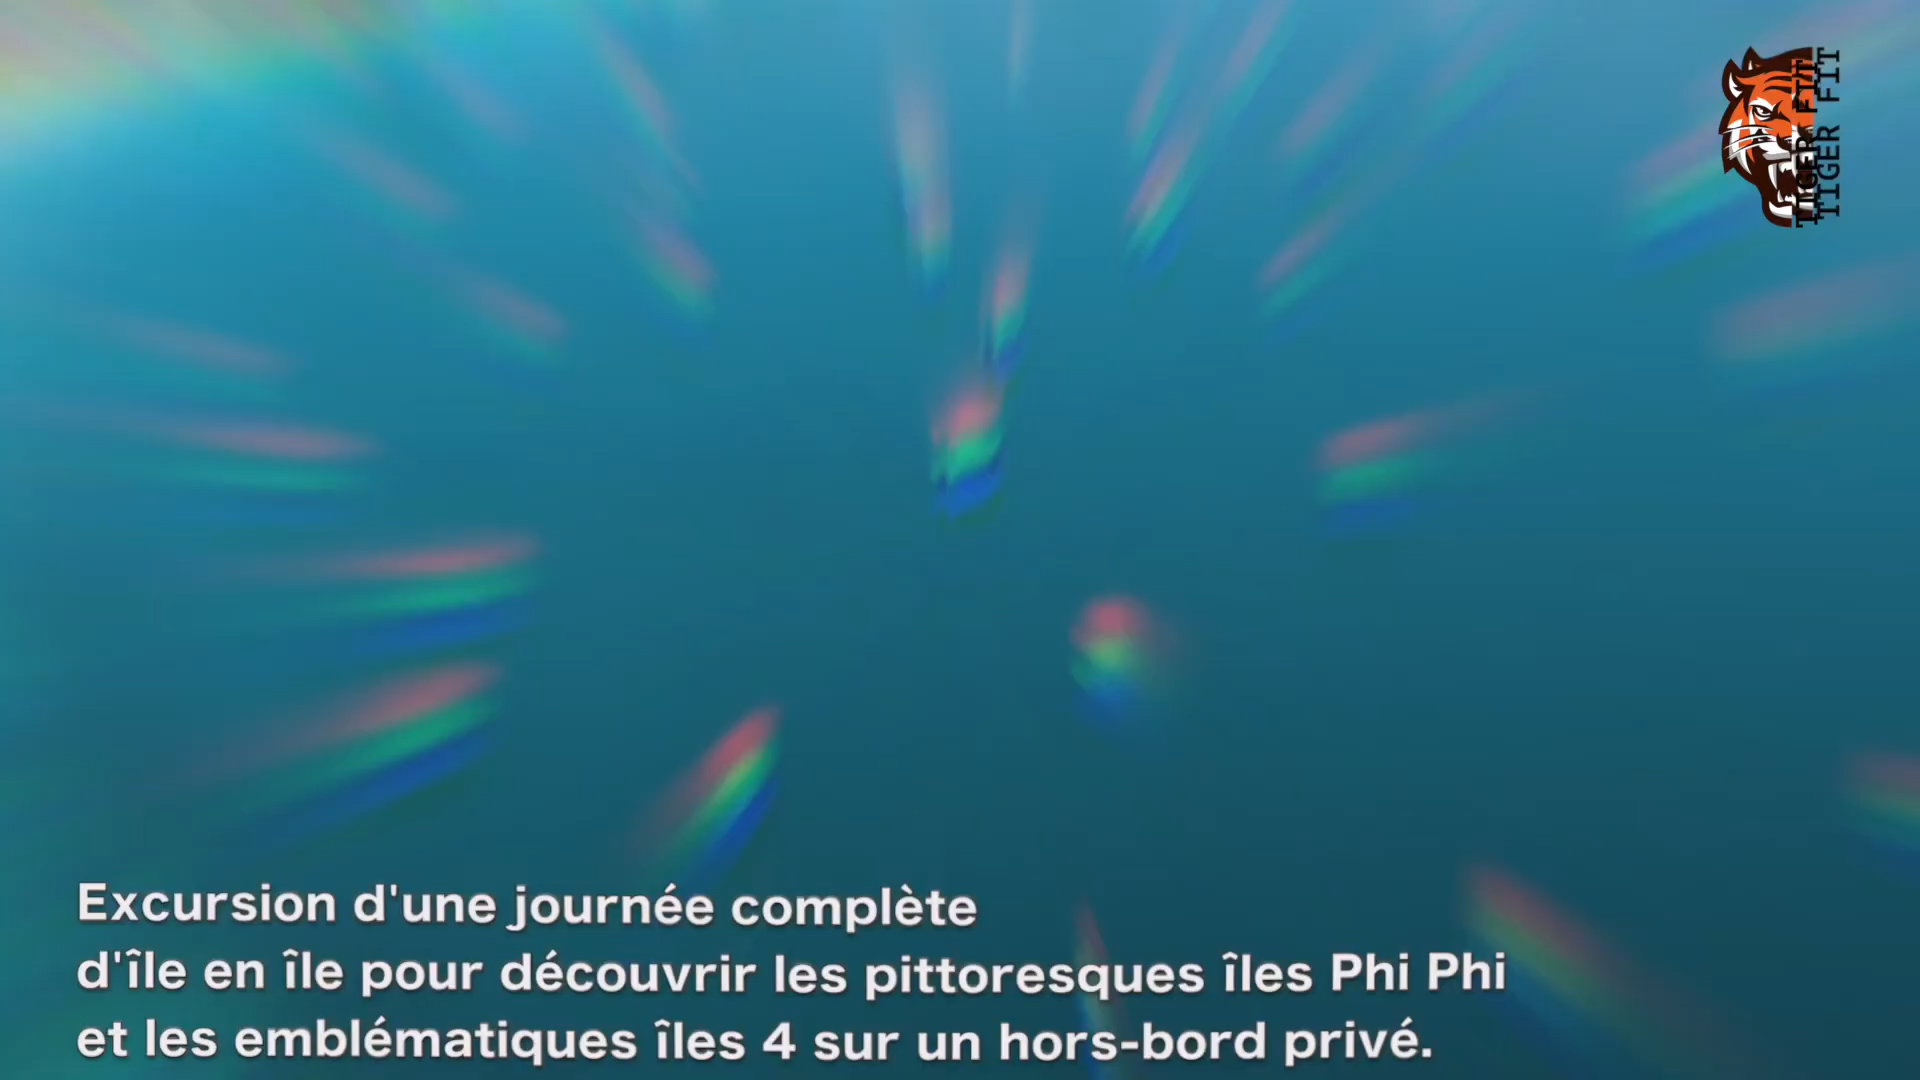 TIGER FIT
TIGER FIT
Excursion d'une journée complète
d'île en île pour découvrir les pittoresques îles Phi Phi
et les emblématiques îles 4 sur un hors-bord privé.